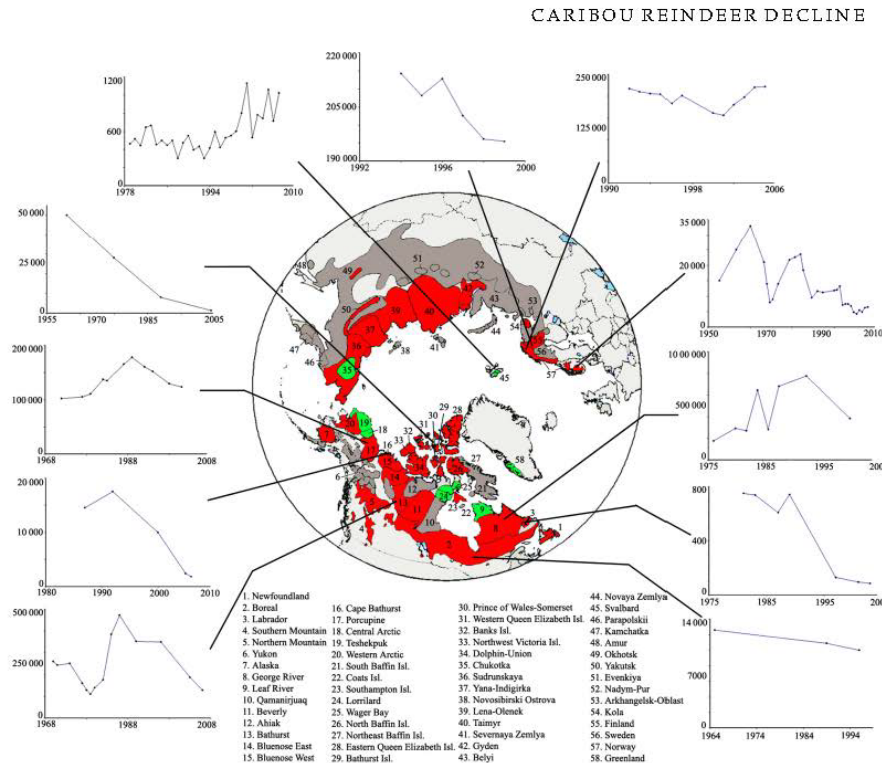 CARIBOU REINDEER DECLINE
1200
600
0
1978
1994
2010
220 000
205 000
190 000
1992
1996
2000
250 000
125 000
0
1990
1998
2006
50 000
25 000
0
1955
1975
1985
2005
35 000
20 000
0
1950
1970
1990
2010
200 000
100 000
0
1968
1988
2008
1000 000
500 000
0
1975
1985
1995
2005
20 000
10 000
0
1980
1990
2000
2010
800
400
0
1975
1985
1995
200
500 000
250 000
0
1968
1988
2008
14 000
7000
0
1964
1984
1996
1. Newfoundland
2. Boreal
3. Labrador
4. Southern Mountain
5. Northern Mountain
6. Yukon
7. Alaska
8. George River
9. Leaf River
10. Qamanirjuaq
11. Beverly
12. Ahiak
13. Bathurst
14. Bluenose East
15. Bluenose West
16. Cape Bathurst
17. Porcupine
18. Central Arctic
19. Teshekpuk
20. Western Arctic
21. South Baffin Isl.
22. Coats Isl.
23. Southampton Isl.
24. Lorrilard
25. Wager Bay
26. North Baffin Isl.
27. Northeast Baffin Isl.
28. Eastern Queen Elizabeth Isl.
29. Bathurst Isl.
30. Prince of Wales-Somerset
31. Western Queen Elizabeth Isl.
32. Banks Isl.
33. Northwest Victoria Isl.
34. Dolphin-Union
35. Chukotka
36. Sudrunskaya
37. Yana-Indigirka
38. Novosibirski Ostrova
39. Lena-Olenek
40. Taimyr
41. Severnaya Zemlya
42. Gyden
43. Belyi
44. Novaya Zemlya
45. Svalbard
46. Parapolskii
47. Kamchatka
48. Amur
49. Okhotsk
50. Yakutsk
51. Evenkiya
52. Nadym-Pur
53. Arkhangelsk-Oblast
54. Kola
55. Finland
56. Sweden
57. Norway
58. Greenland